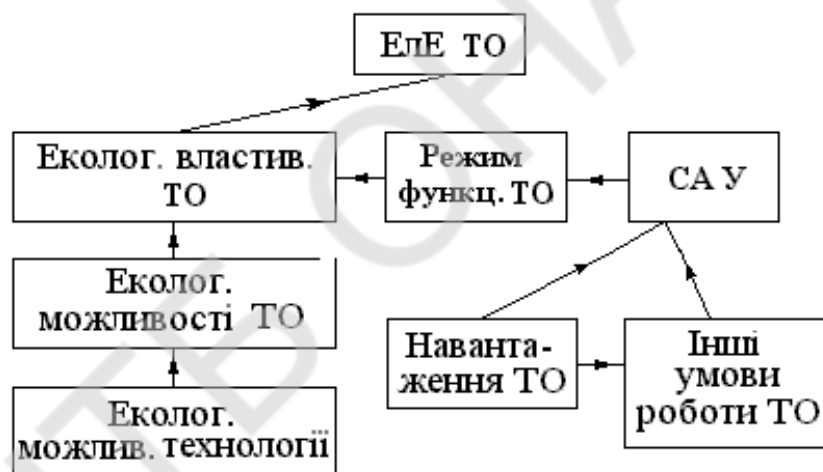 ЕлЕ ТО
Еколог. властив.
ТО
Режим
функц. ТО
СА У
Еколог.
можливості ТО
Наванта-
ження ТО
Інші
умови
роботи ТО
Еколог.
можлив. технології